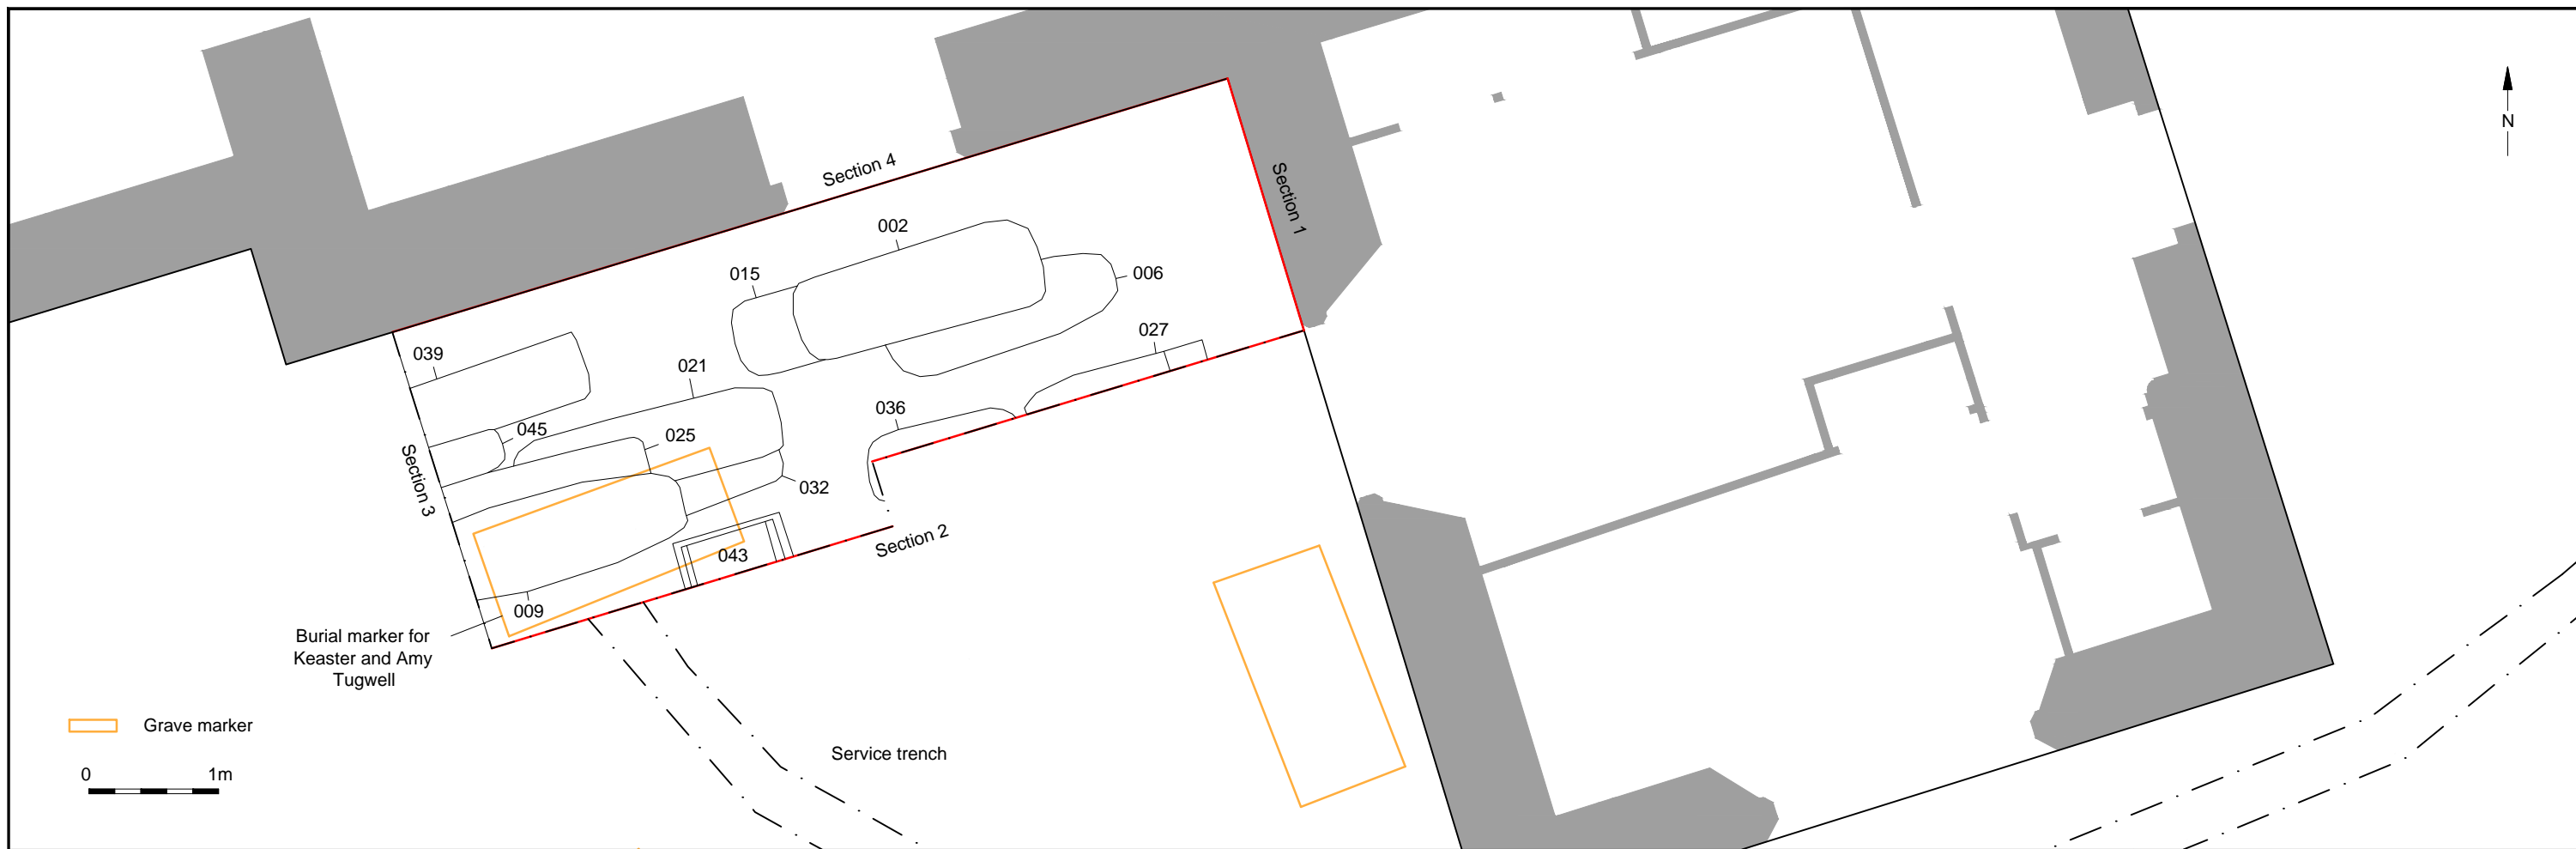 N
Section 4
Section 1
002
015
006
027
039
021
036
045
025
Section 3
032
Section 2
043
009
Burial marker for
Keaster and Amy
Tugwell
Grave marker
Service trench
0 1m